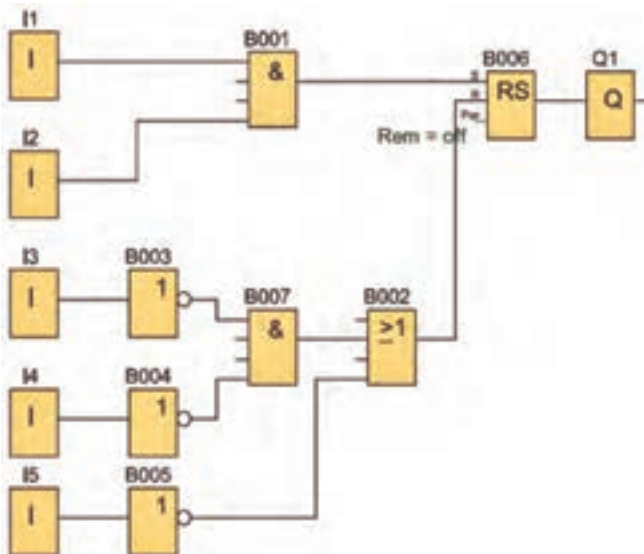 I1
I
B001
&
B006
S
R
Par
RS
Q1
Q
Rem = off
I2
I
I3
I
B003
1
B007
&
B002
≥1
I4
I
B004
1
I5
I
B005
1